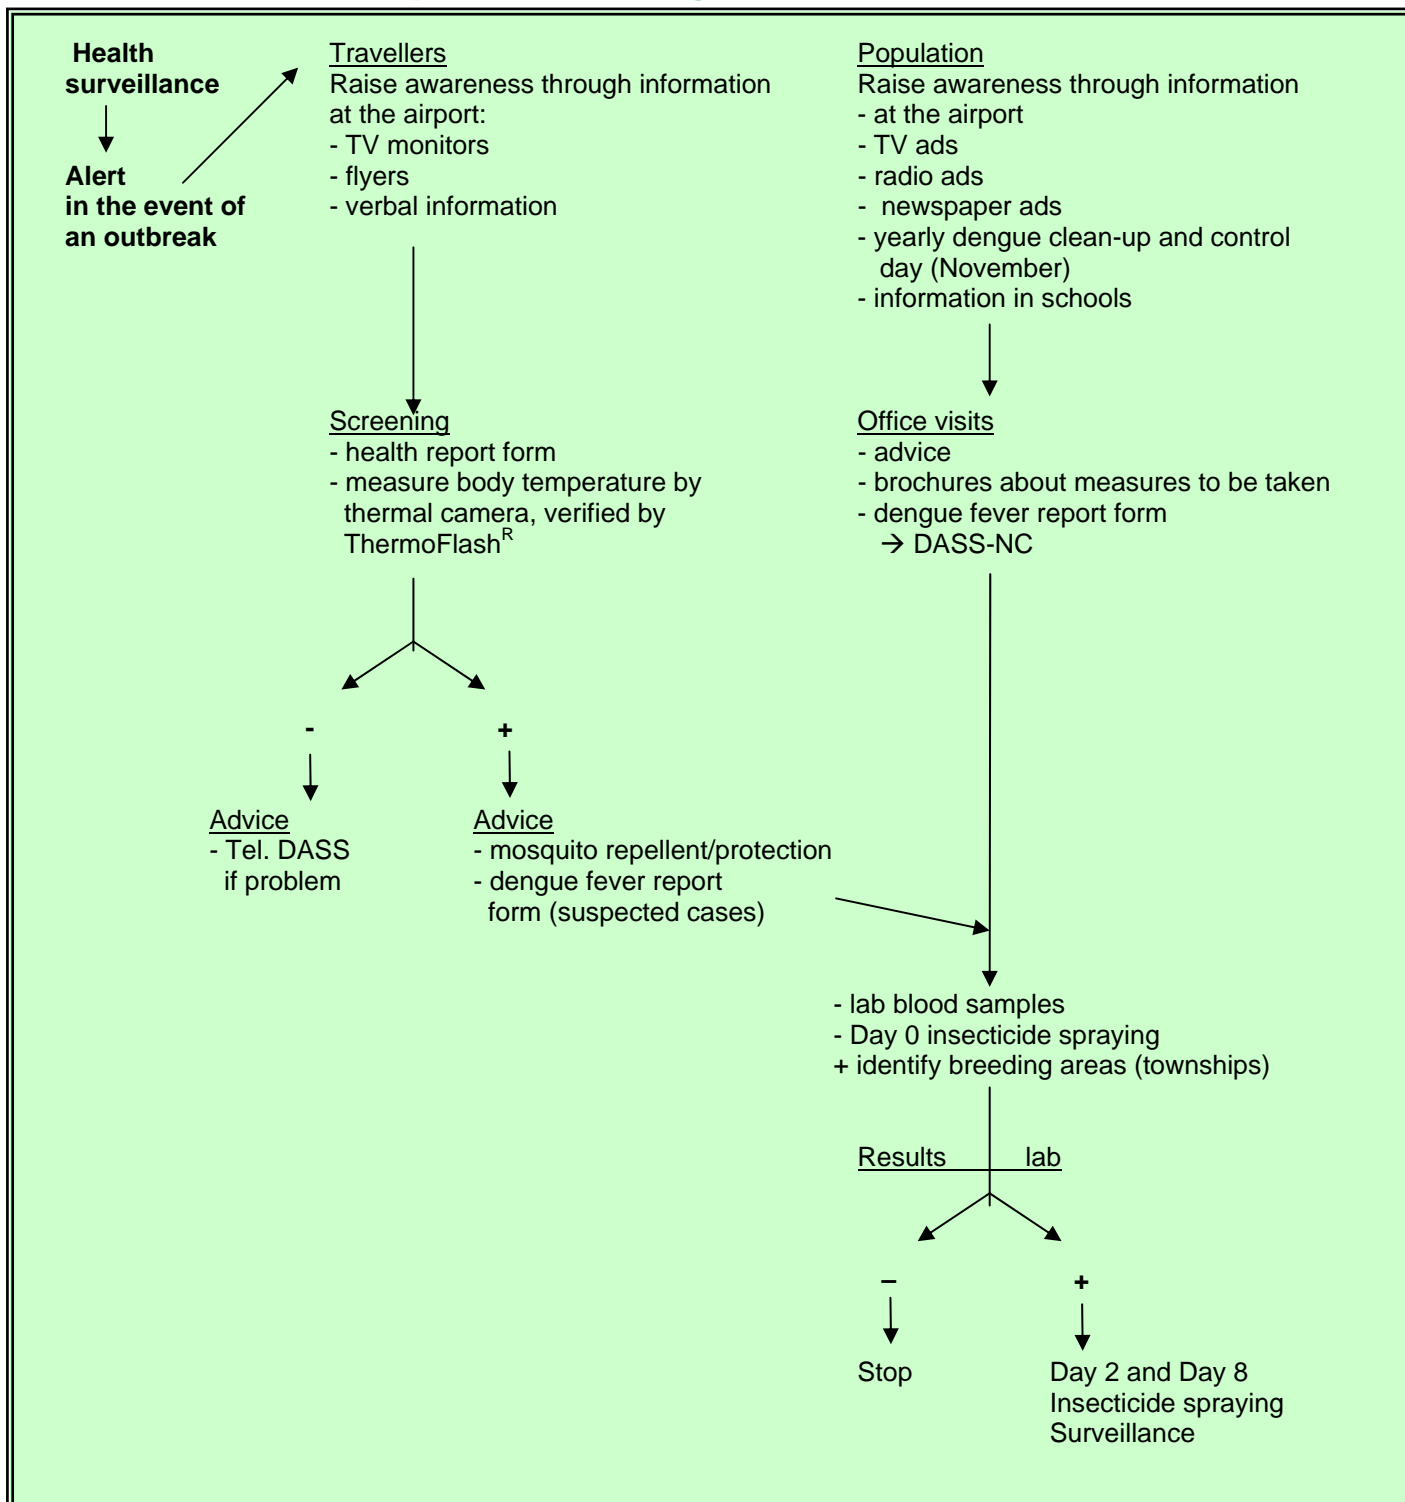 Health
surveillance
Alert
in the event of
an outbreak
Travellers
Raise awareness through information
at the airport:
- TV monitors
- flyers
- verbal information
Population
Raise awareness through information
- at the airport
- TV ads
- radio ads
- newspaper ads
- yearly dengue clean-up and control
day (November)
- information in schools
Screening
- health report form
- measure body temperature by
thermal camera, verified by
ThermoFlashᴿ
Office visits
- advice
- brochures about measures to be taken
- dengue fever report form
→ DASS-NC
-
+
Advice
- Tel. DASS
if problem
Advice
- mosquito repellent/protection
- dengue fever report
form (suspected cases)
- lab blood samples
- Day 0 insecticide spraying
+ identify breeding areas (townships)
Results lab
–
+
Stop
Day 2 and Day 8
Insecticide spraying
Surveillance